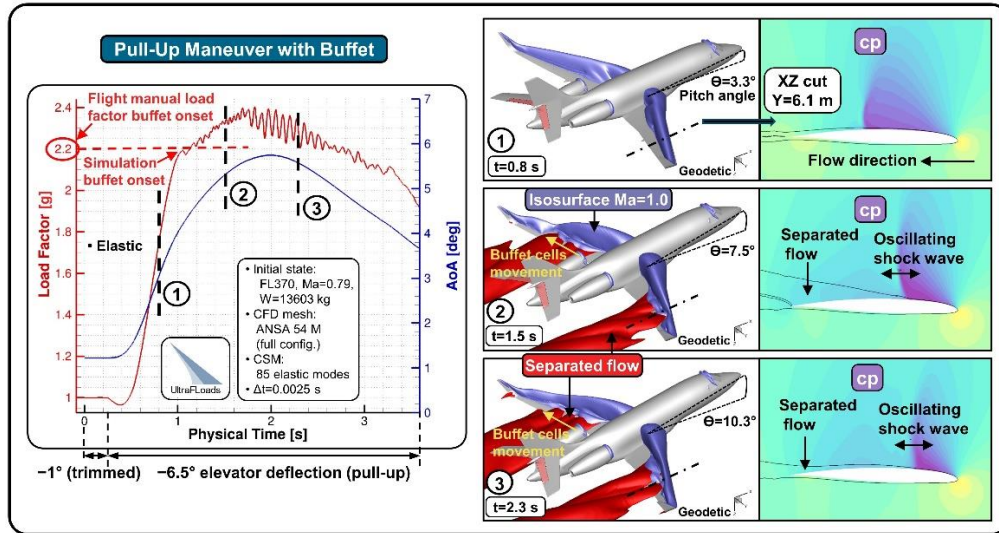 Pull-Up Maneuver with Buffet
Flight manual load
factor buffet onset
Simulation
buffet onset
Elastic
Load Factor [g]
2.4
2.2
2
1.8
1.6
1.4
1.2
1
AoA [deg]
7
6
5
4
3
2
1
0
1
2
3
▪ Initial state:
FL370, Ma=0.79,
W=13603 kg
• CFD mesh:
ANSA 54 M
(full config.)
• CSM:
85 elastic modes
• Δt=0.0025 s
UltraFLoads
0 1 2 3
Physical Time [s]
−1° (trimmed)
-6.5° elevator deflection (pull-up)
Θ=3.3°
Pitch angle
1
t=0.8 s
Geodetic
cp
XZ cut
Y=6.1 m
Flow direction
Isosurface Ma=1.0
Buffet cells
movement
Θ=7.5°
2
t=1.5 s
Geodetic
cp
Separated
flow
Oscillating
shock wave
Separated flow
Buffet cells
movement
Θ=10.3°
3
t=2.3 s
Geodetic
cp
Separated
flow
Oscillating
shock wave